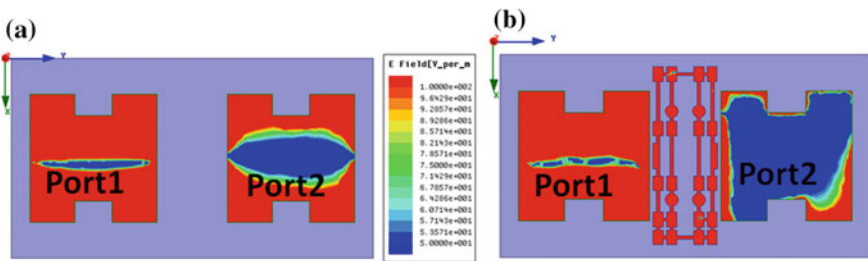 (a)
(b)
Y
X
Port1
Port2
E Field[V_per_m
1.0000e+002
9.6429e+001
9.2857e+001
8.9286e+001
8.5714e+001
8.2143e+001
7.8571e+001
7.5000e+001
7.1429e+001
6.7857e+001
6.4286e+001
6.0714e+001
5.7143e+001
5.3571e+001
5.0000e+001
Y
X
Port1
Port2